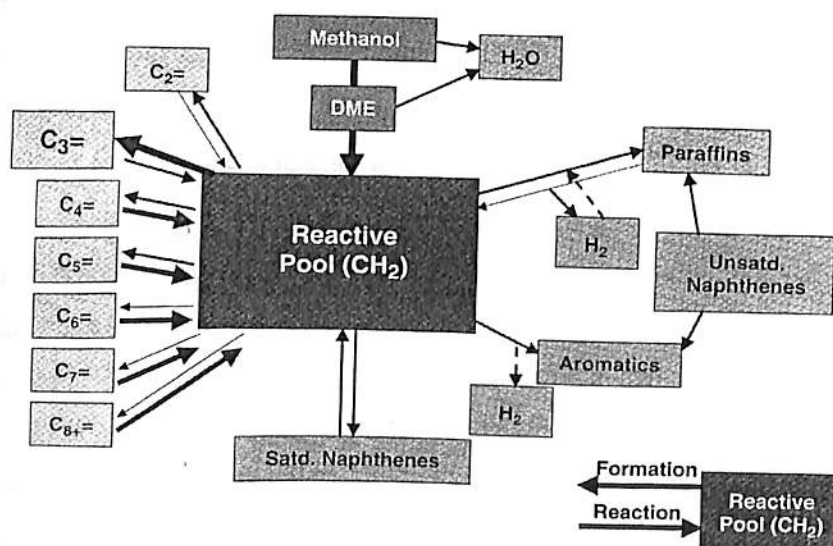 Methanol
H₂O
C₂=
DME
C₃=
Paraffins
C₄=
Reactive
Pool (CH₂)
H₂
Unsatd.
Naphthenes
C₅=
C₆=
Aromatics
C₇=
H₂
C₈₊=
Satd. Naphthenes
Formation
Reaction
Reactive
Pool (CH₂)